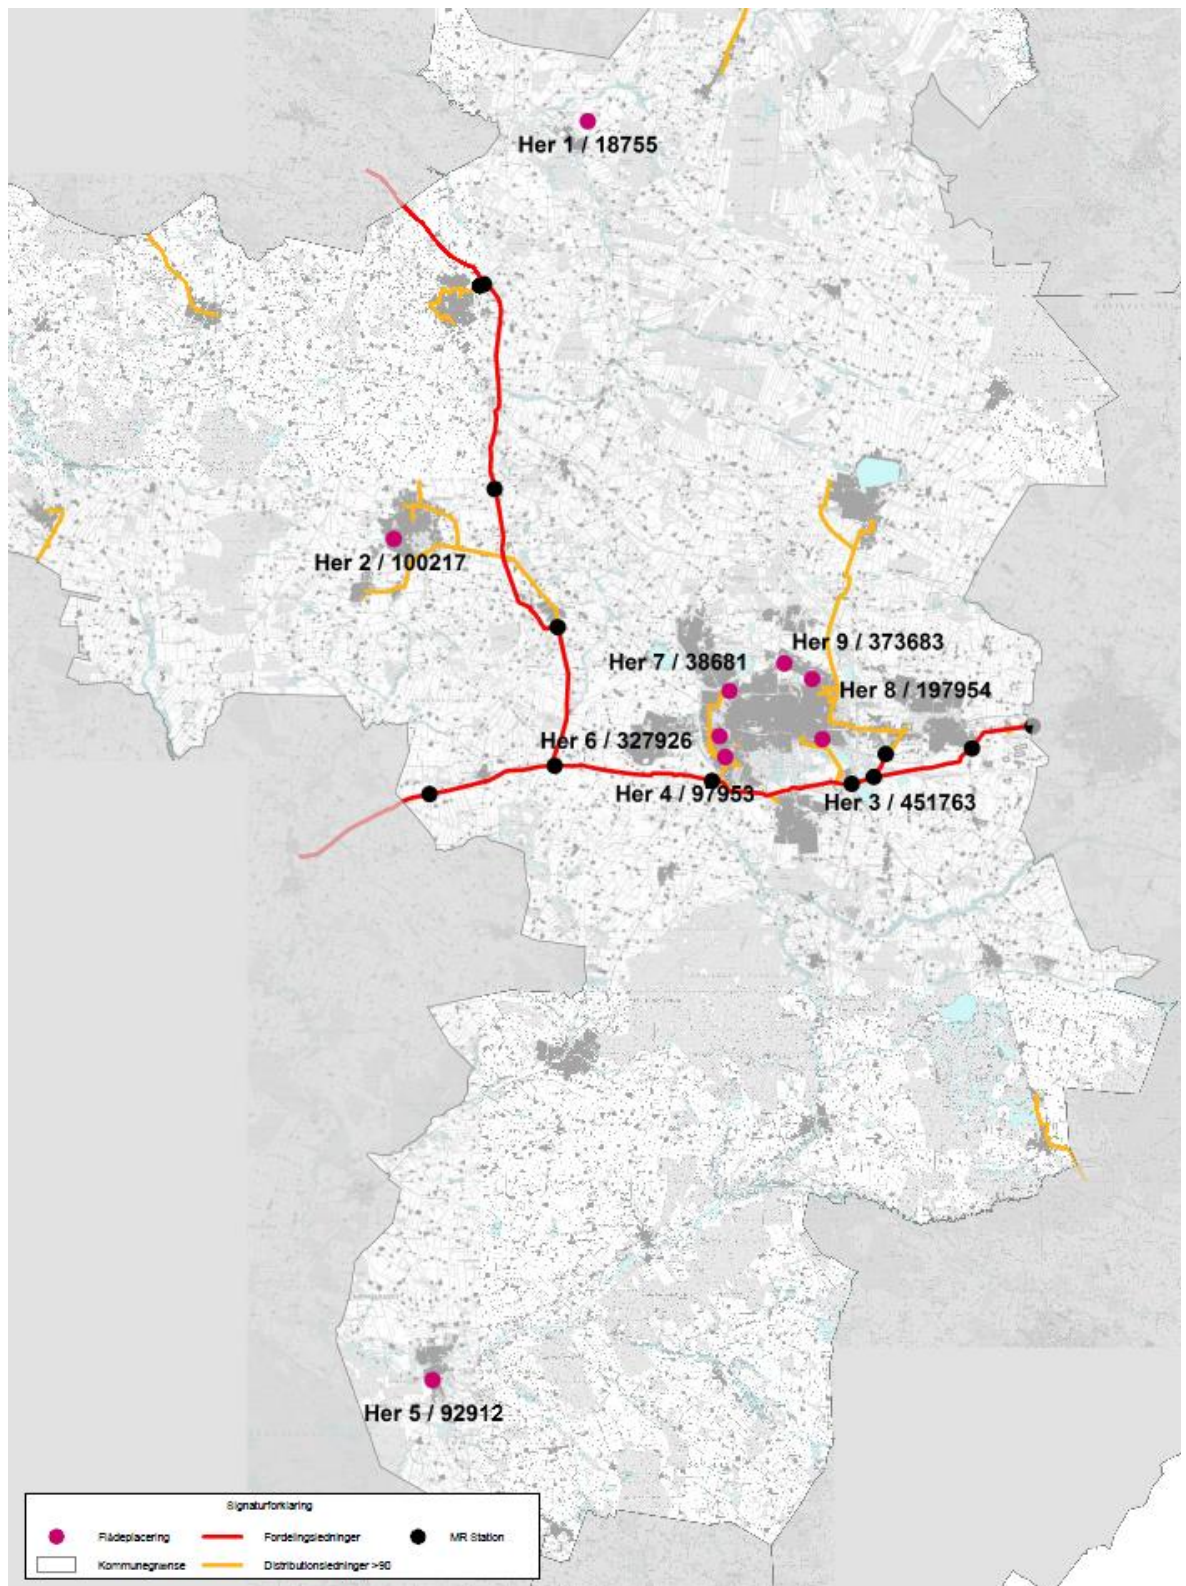 Her 1 / 18755
Her 2 / 100217
Her 9 / 373683
Her 7 / 38681
Her 8 / 197954
Her 6 / 327926
Her 4 / 97953
Her 3 / 451763
Her 5 / 92912
Signaturforklaring
Flådeplacering
Fordelingsledninger
MR Station
Kommunegrænse
Distributionsledninger >90